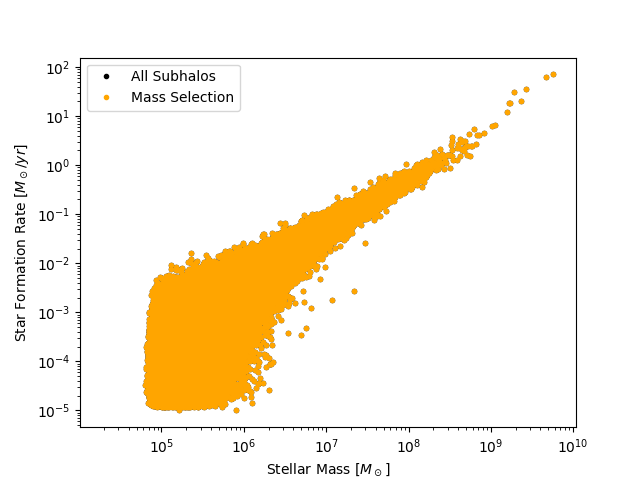 All Subhalos
Mass Selection
10²
10¹
10⁰
10⁻¹
10⁻²
10⁻³
10⁻⁴
10⁻⁵
Star Formation Rate [M⊙/yr]
10⁵ 10⁶ 10⁷ 10⁸ 10⁹ 10¹⁰
Stellar Mass [M⊙]